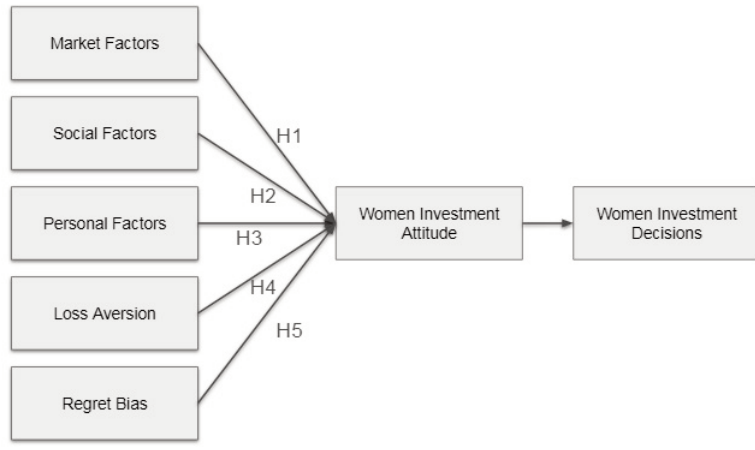 Market Factors
Social Factors
Personal Factors
Loss Aversion
Regret Bias
H1
H2
H3
H4
H5
Women Investment
Attitude
Women Investment
Decisions